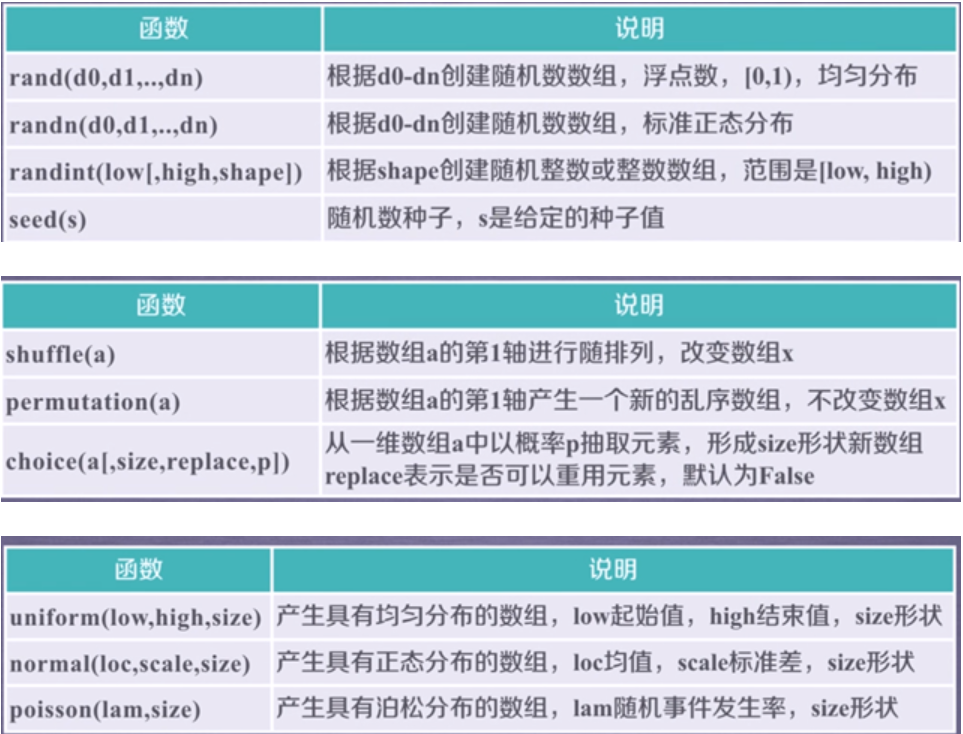 函数 说明
rand(d0,d1,..,dn) 根据d0-dn创建随机数数组，浮点数，[0,1)，均匀分布
randn(d0,d1,..,dn) 根据d0-dn创建随机数数组，标准正态分布
randint(low[,high,shape]) 根据shape创建随机整数或整数数组，范围是[low, high)
seed(s) 随机数种子，s是给定的种子值
函数 说明
shuffle(a) 根据数组a的第1轴进行随排列，改变数组x
permutation(a) 根据数组a的第1轴产生一个新的乱序数组，不改变数组x
choice(a[,size,replace,p]) 从一维数组a中以概率p抽取元素，形成size形状新数组
replace表示是否可以重用元素，默认为False
函数 说明
uniform(low,high,size) 产生具有均匀分布的数组，low起始值，high结束值，size形状
normal(loc,scale,size) 产生具有正态分布的数组，loc均值，scale标准差，size形状
poisson(lam,size) 产生具有泊松分布的数组，lam随机事件发生率，size形状